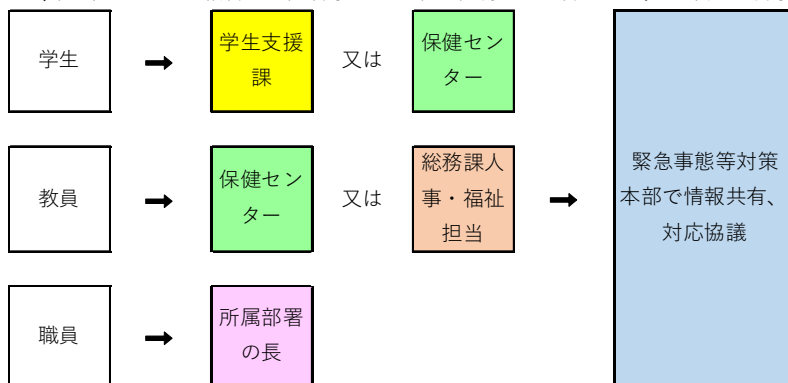 学生
➡
学生支援
課
又は
保健セン
ター
教員
➡
保健セン
ター
又は
総務課人
事・福祉
担当
➡
緊急事態等対策
本部で情報共有、
対応協議
職員
➡
所属部署
の長